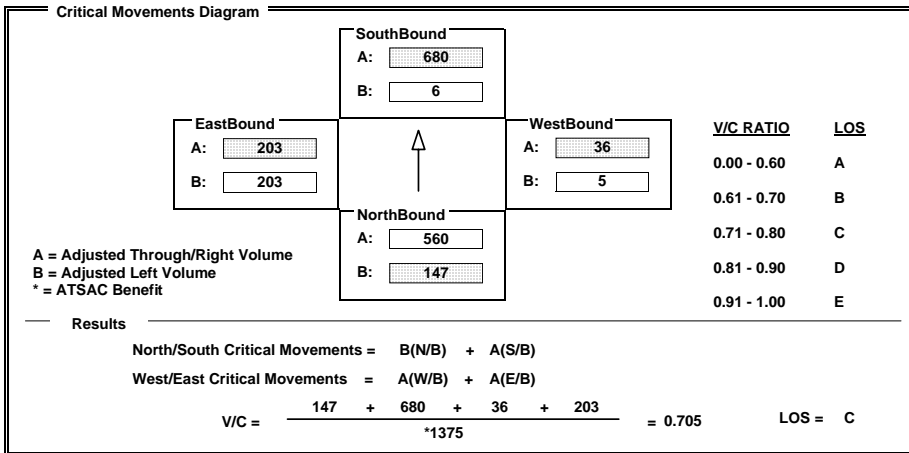 Critical Movements Diagram
SouthBound
A: 680
B: 6
EastBound
A: 203
B: 203
WestBound
A: 36
B: 5
NorthBound
A: 560
B: 147
V/C RATIO LOS
0.00 - 0.60 A
0.61 - 0.70 B
0.71 - 0.80 C
0.81 - 0.90 D
0.91 - 1.00 E
A = Adjusted Through/Right Volume
B = Adjusted Left Volume
* = ATSAC Benefit
Results
North/South Critical Movements = B(N/B) + A(S/B)
West/East Critical Movements = A(W/B) + A(E/B)
147 + 680 + 36 + 203
V/C = = 0.705 LOS = C
*1375